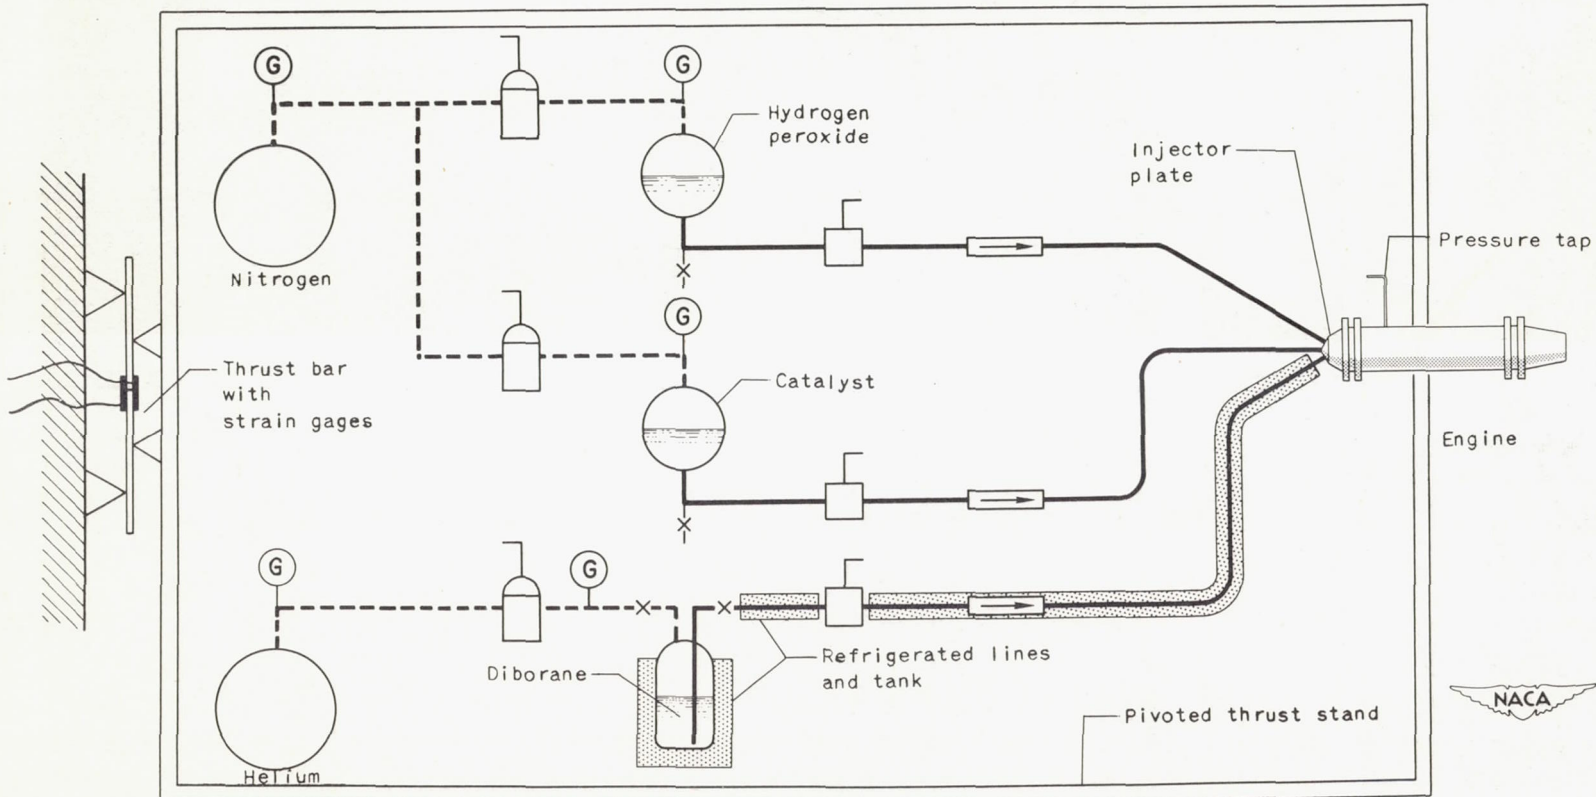 G
G
Hydrogen
peroxide
Injector
plate
Pressure tap
Nitrogen
G
Thrust bar
with
strain gages
Catalyst
Engine
G
G
Diborane
Refrigerated lines
and tank
Pivoted thrust stand
NACA
Helium